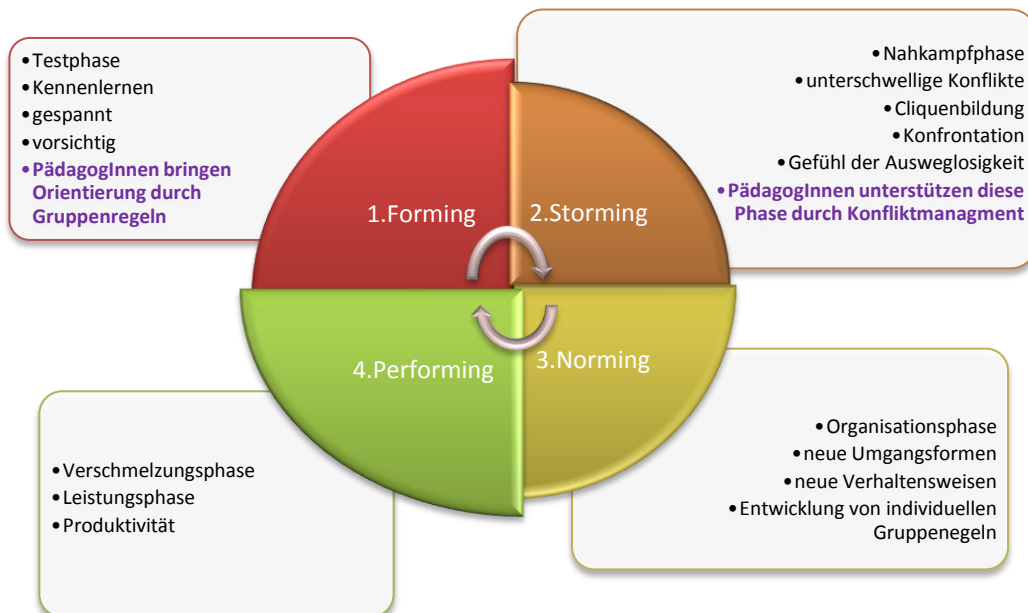 •Testphase
•Kennenlernen
•gespannt
•vorsichtig
•PädagogInnen bringen
Orientierung durch
Gruppenregeln
•Nahkampfphase
•unterschwellige Konflikte
•Cliquenbildung
•Konfrontation
•Gefühl der Ausweglosigkeit
•PädagogInnen unterstützen diese
Phase durch Konfliktmanagment
1.Forming
2.Storming
4.Performing
3.Norming
•Verschmelzungsphase
•Leistungsphase
•Produktivität
•Organisationsphase
•neue Umgangsformen
•neue Verhaltensweisen
•Entwicklung von individuellen
Gruppenegeln